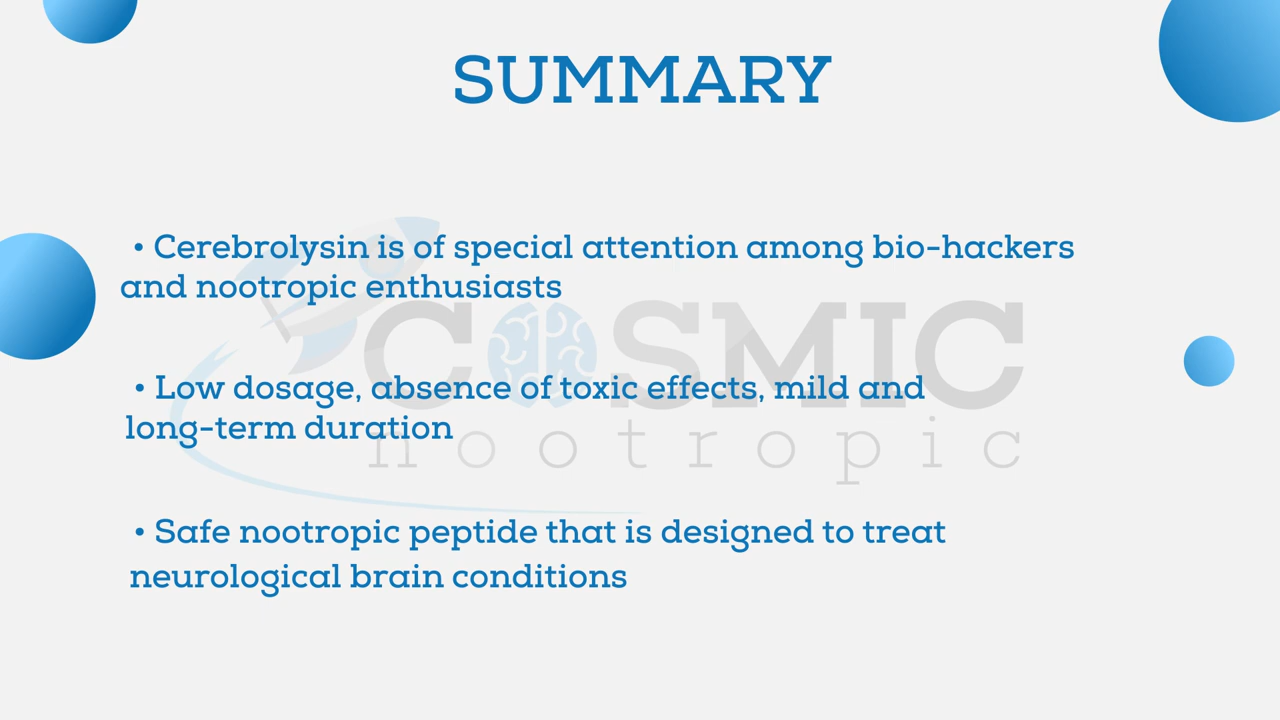 SUMMARY
• Cerebrolysin is of special attention among bio-hackers
and nootropic enthusiasts
COSMIC
• Low dosage, absence of toxic effects, mild and
long-term duration
nootropic
• Safe nootropic peptide that is designed to treat
neurological brain conditions